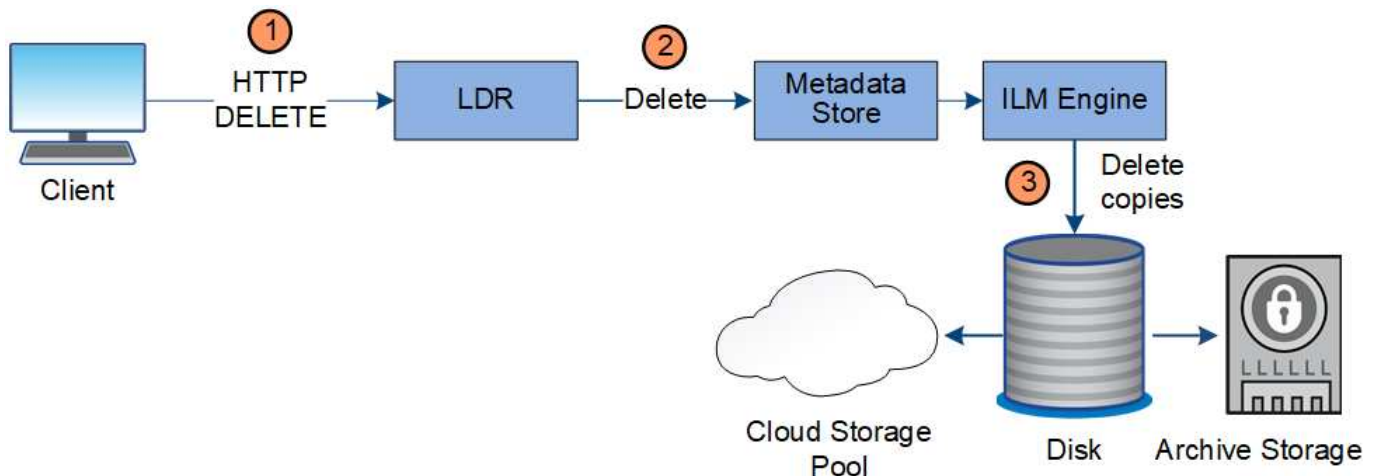 1
HTTP
DELETE
Client
LDR
2
Delete
Metadata
Store
ILM Engine
3
Delete
copies
Cloud Storage
Pool
Disk
LLLLLL
Archive Storage